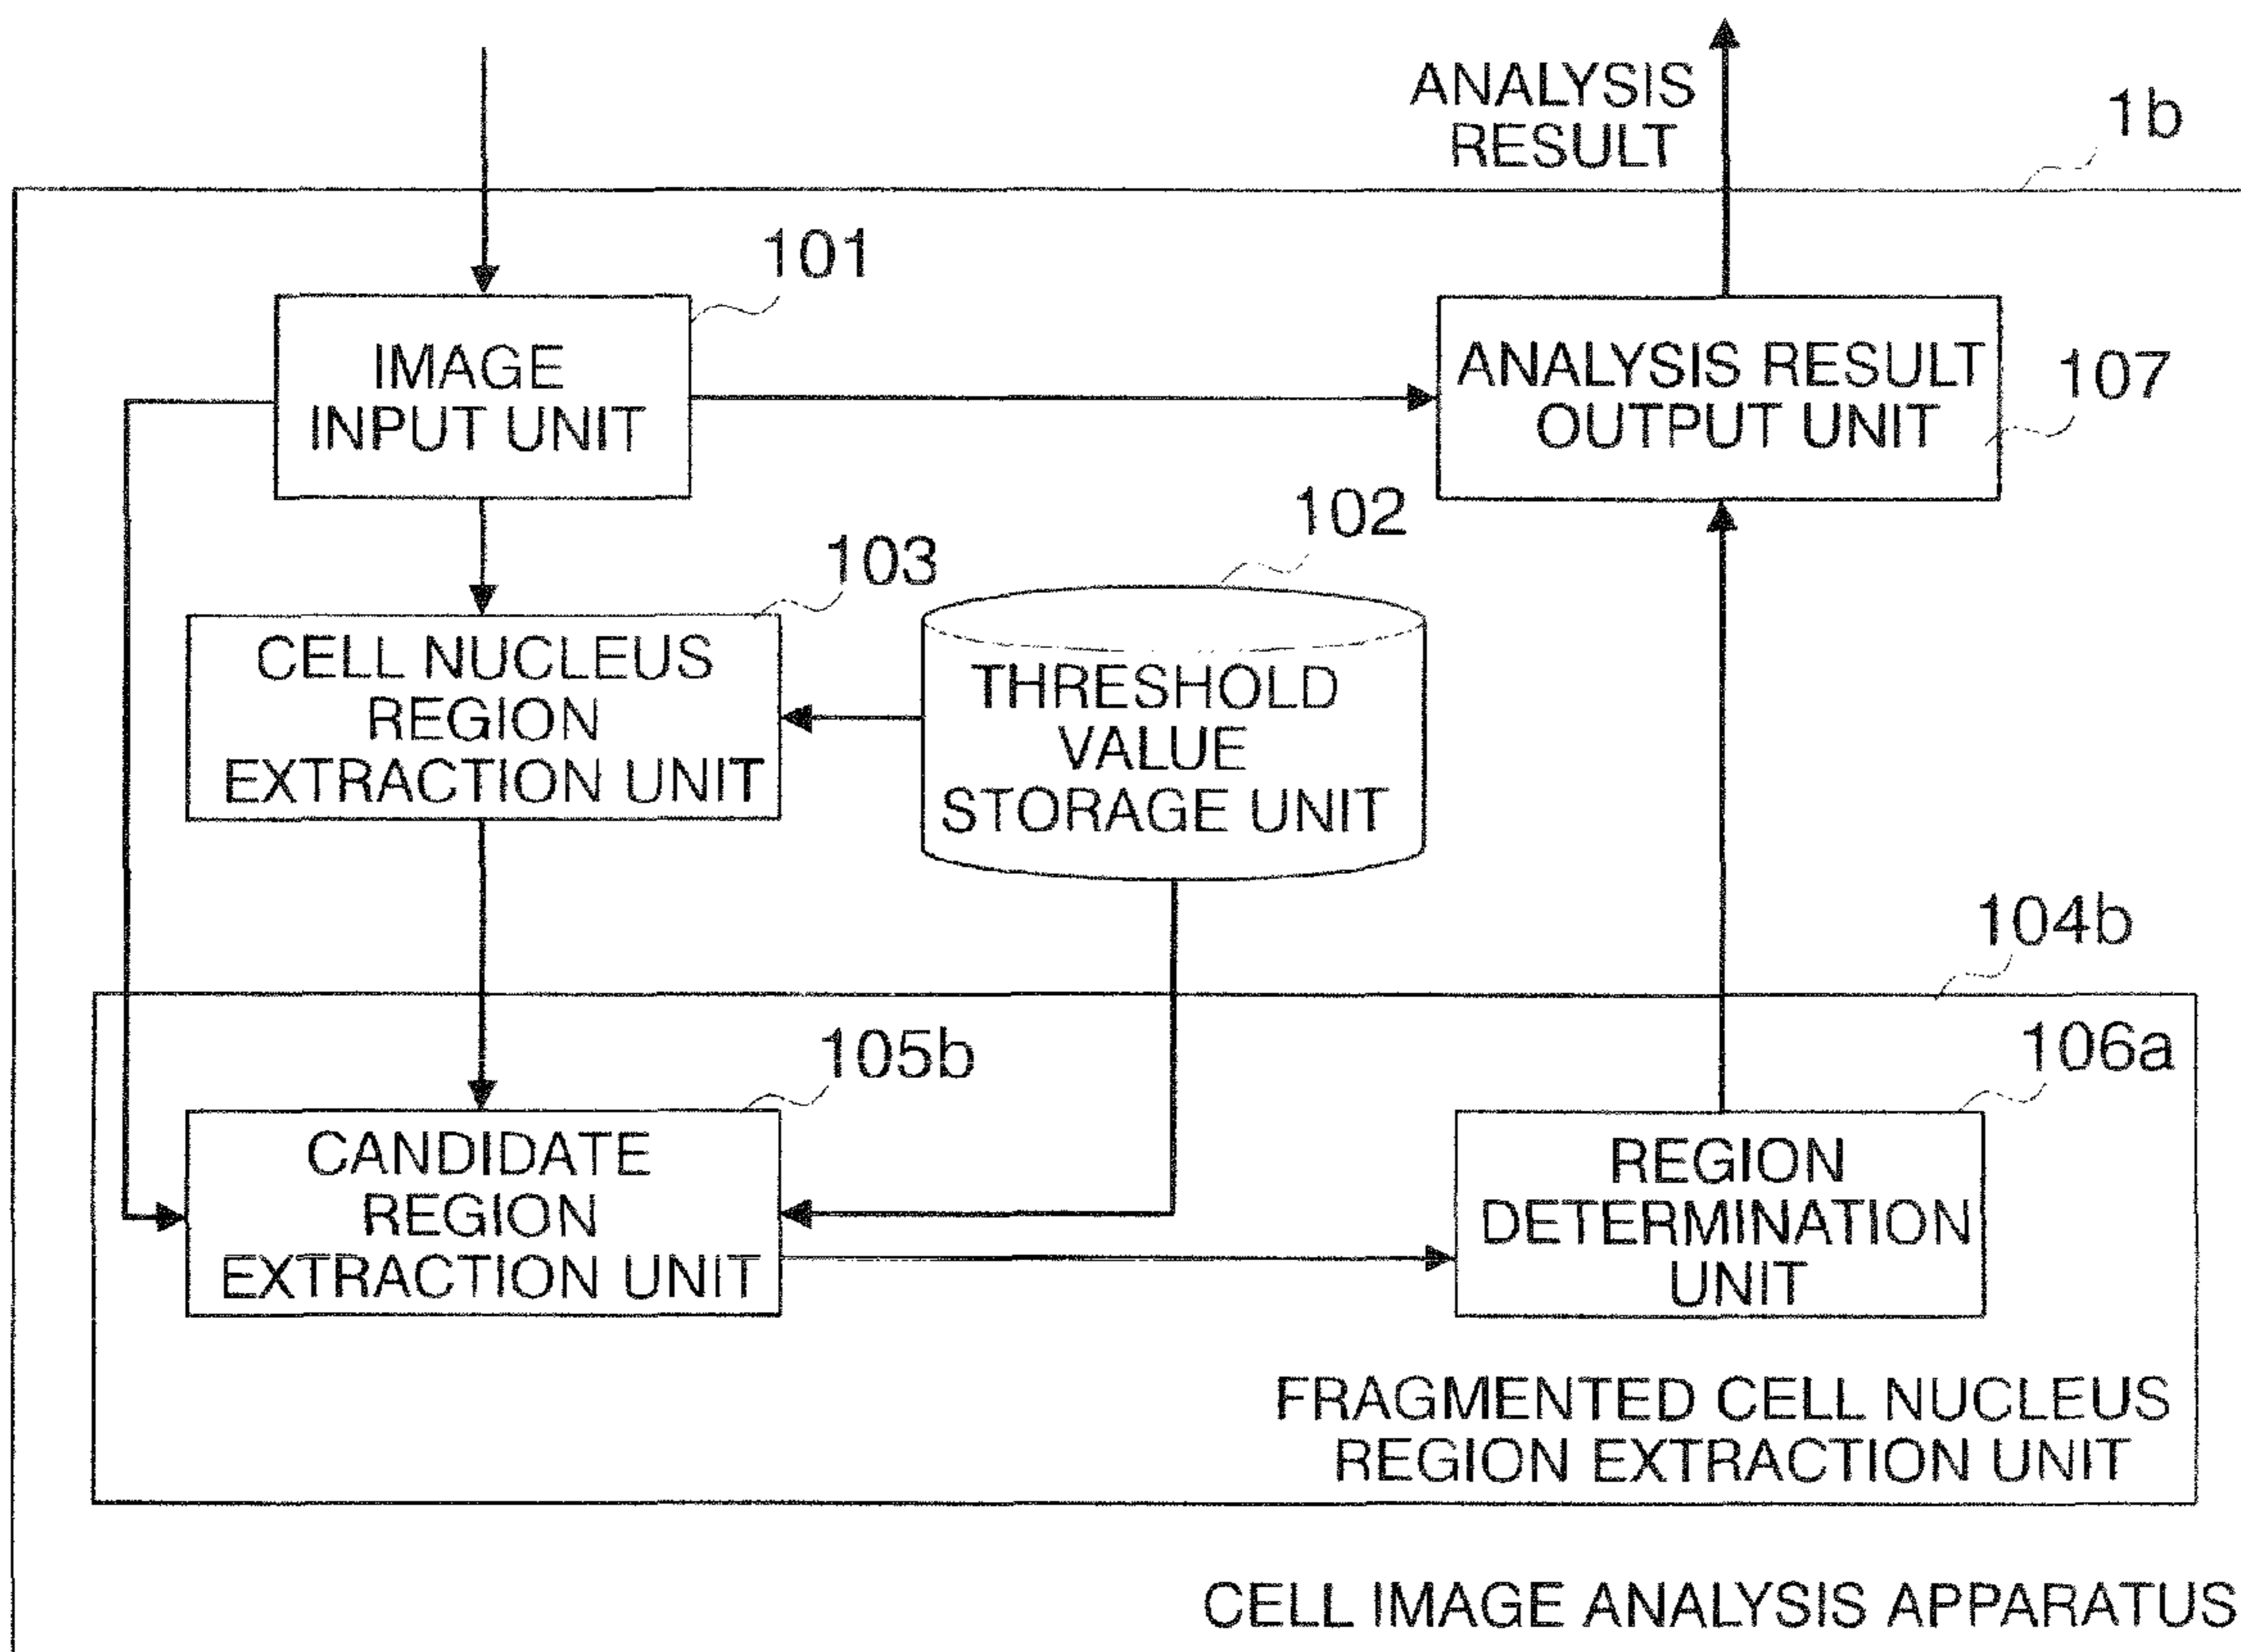 ANALYSIS
RESULT
1b
101
IMAGE
INPUT UNIT
ANALYSIS RESULT
OUTPUT UNIT
107
102
103
CELL NUCLEUS
REGION
EXTRACTION UNIT
THRESHOLD
VALUE
STORAGE UNIT
104b
105b
106a
CANDIDATE
REGION
EXTRACTION UNIT
REGION
DETERMINATION
UNIT
FRAGMENTED CELL NUCLEUS
REGION EXTRACTION UNIT
CELL IMAGE ANALYSIS APPARATUS